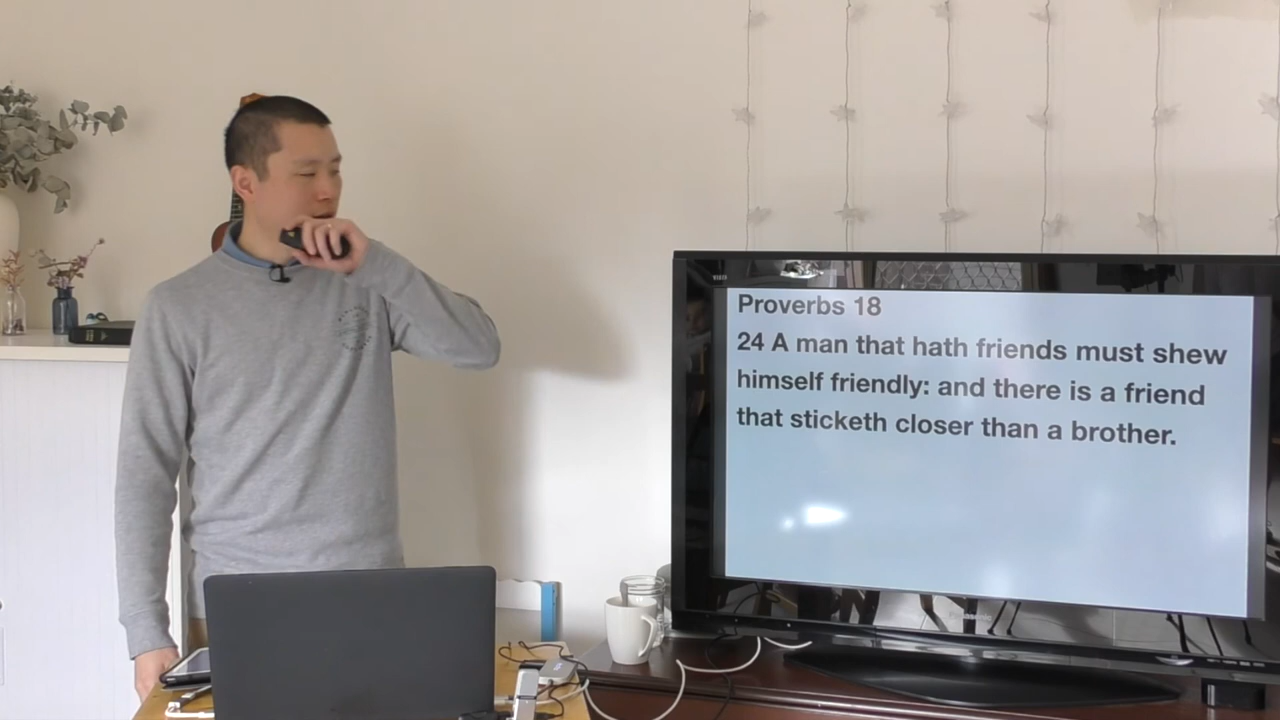 Proverbs 18
24 A man that hath friends must shew
himself friendly: and there is a friend
that sticketh closer than a brother.
Panasonic